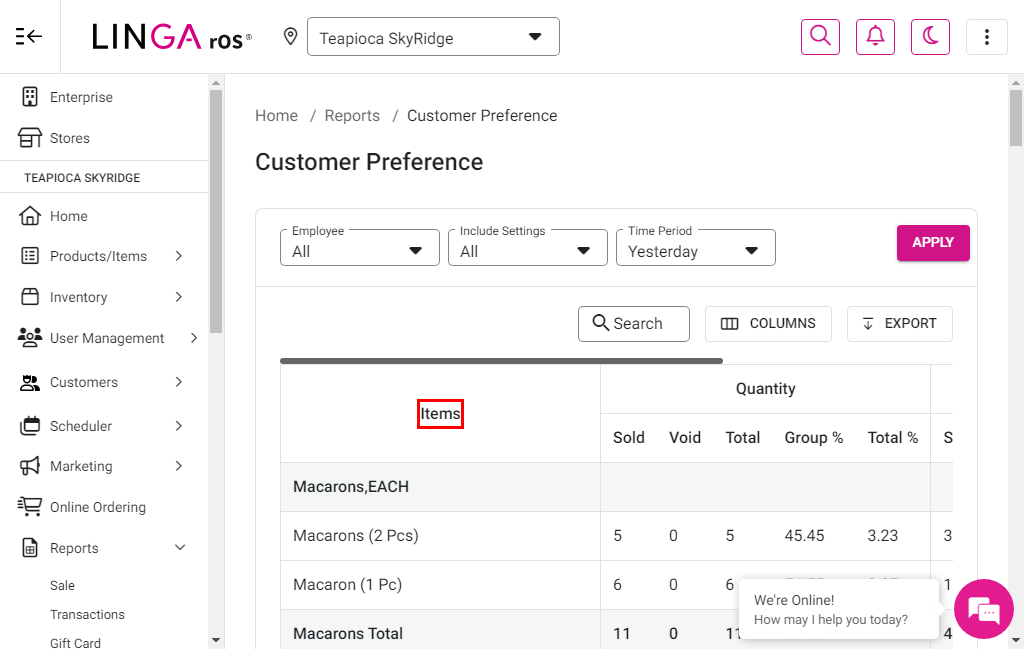 LINGA ros®
Teapioca SkyRidge
Enterprise
Stores
TEAPIOCA SKYRIDGE
Home
Products/Items
Inventory
User Management
Customers
Scheduler
Marketing
Online Ordering
Reports
Sale
Transactions
Gift Card
Home / Reports / Customer Preference
Customer Preference
Employee
All
Include Settings
All
Time Period
Yesterday
APPLY
Search
COLUMNS
EXPORT
Items
Quantity
Sold Void Total Group % Total % S
Macarons,EACH
Macarons (2 Pcs) 5 0 5 45.45 3.23 3
Macaron (1 Pc) 6 0 6 1
Macarons Total 11 0 11 4
We're Online!
How may I help you today?